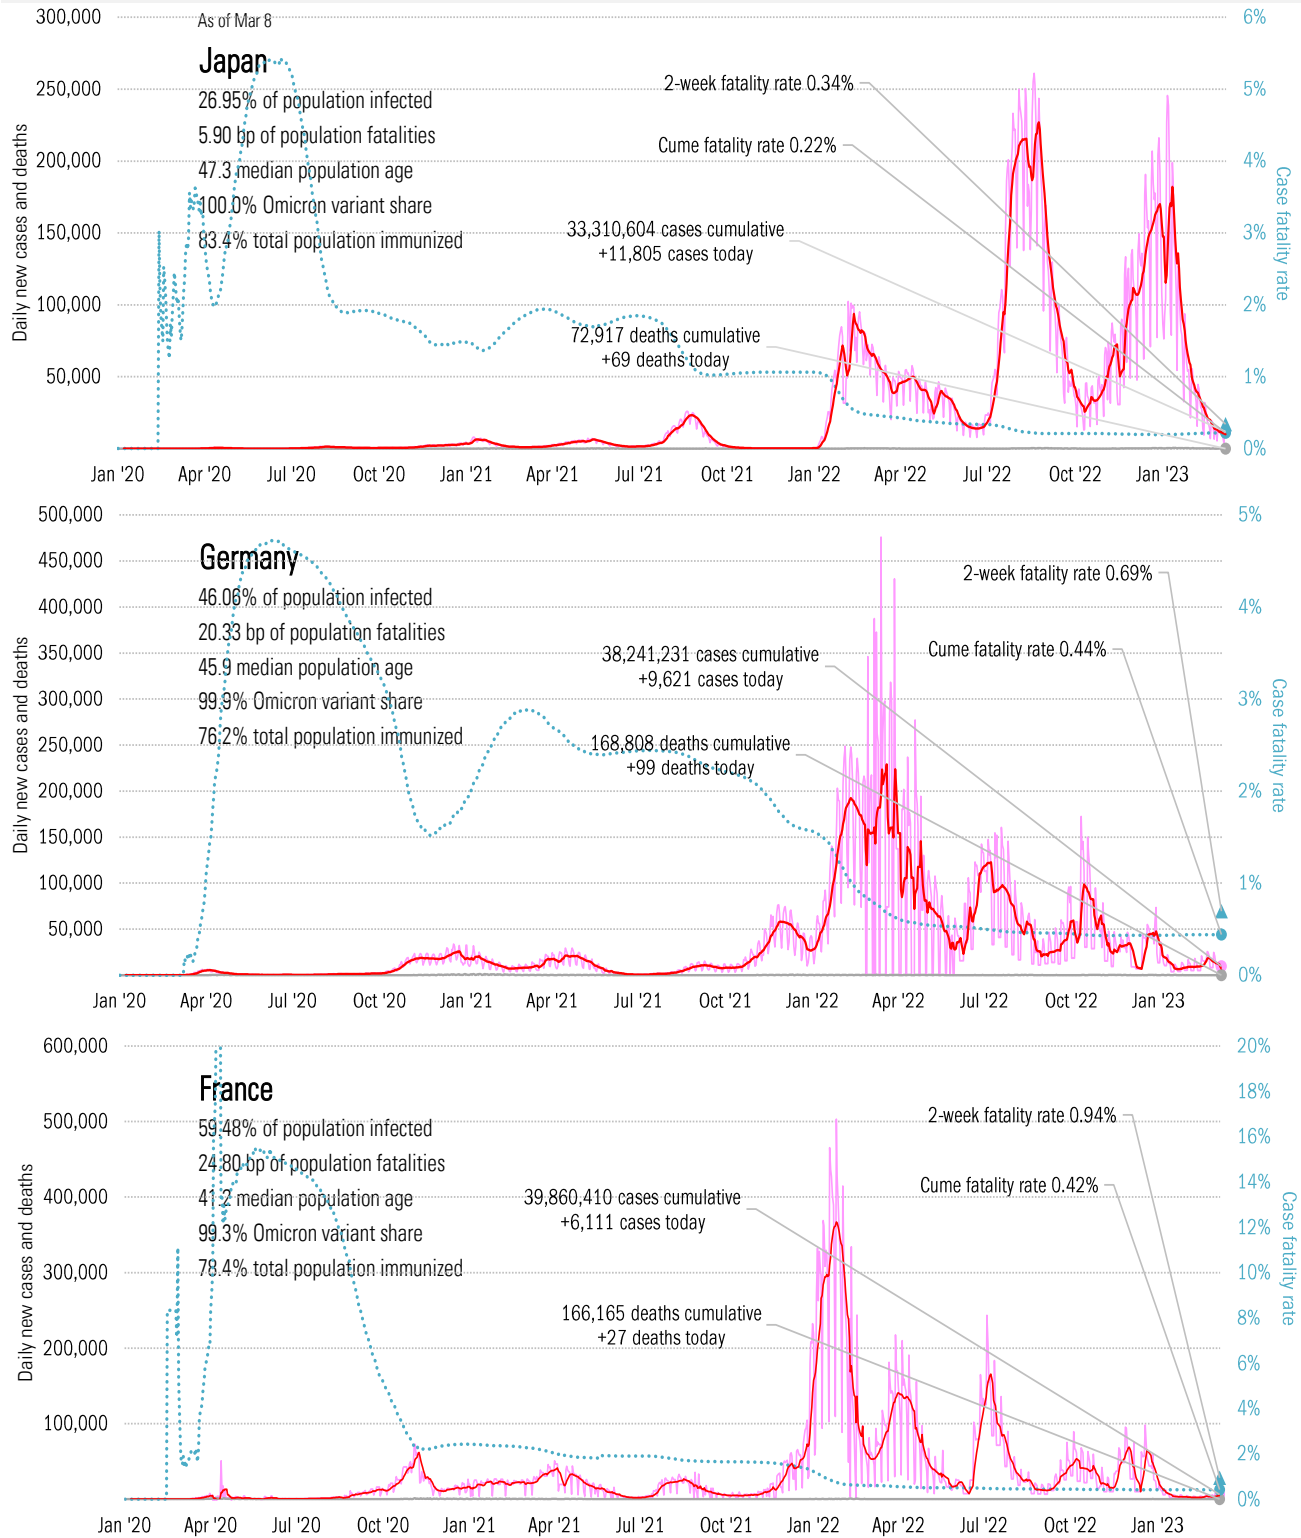 As of Mar 8
Japan
26.95% of population infected
5.90 bp of population fatalities
47.3 median population age
100.0% Omicron variant share
83.4% total population immunized
2-week fatality rate 0.34%
Cume fatality rate 0.22%
33,310,604 cases cumulative
+11,805 cases today
72,917 deaths cumulative
+69 deaths today
Daily new cases and deaths
300,000
250,000
200,000
150,000
100,000
50,000
Case fatality rate
6%
5%
4%
3%
2%
1%
0%
Jan '20 Apr '20 Jul '20 Oct '20 Jan '21 Apr '21 Jul '21 Oct '21 Jan '22 Apr '22 Jul '22 Oct '22 Jan '23
Germany
46.06% of population infected
20.33 bp of population fatalities
45.9 median population age
99.9% Omicron variant share
76.2% total population immunized
2-week fatality rate 0.69%
Cume fatality rate 0.44%
38,241,231 cases cumulative
+9,621 cases today
168,808 deaths cumulative
+99 deaths today
Daily new cases and deaths
500,000
450,000
400,000
350,000
300,000
250,000
200,000
150,000
100,000
50,000
Case fatality rate
5%
4%
3%
2%
1%
0%
Jan '20 Apr '20 Jul '20 Oct '20 Jan '21 Apr '21 Jul '21 Oct '21 Jan '22 Apr '22 Jul '22 Oct '22 Jan '23
France
59.48% of population infected
24.80 bp of population fatalities
41.2 median population age
99.3% Omicron variant share
78.4% total population immunized
2-week fatality rate 0.94%
Cume fatality rate 0.42%
39,860,410 cases cumulative
+6,111 cases today
166,165 deaths cumulative
+27 deaths today
Daily new cases and deaths
600,000
500,000
400,000
300,000
200,000
100,000
Case fatality rate
20%
18%
16%
14%
12%
10%
8%
6%
4%
2%
0%
Jan '20 Apr '20 Jul '20 Oct '20 Jan '21 Apr '21 Jul '21 Oct '21 Jan '22 Apr '22 Jul '22 Oct '22 Jan '23